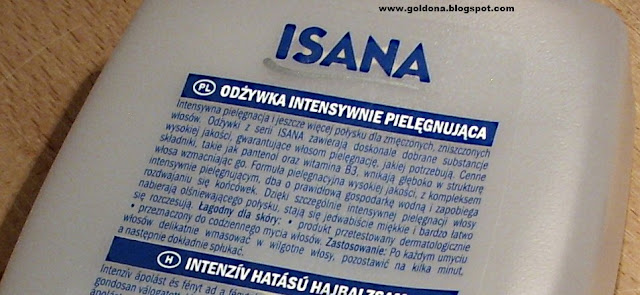 www.goldona.blogspot.com
ISANA
PL ODŻYWKA INTENSYWNIE PIELĘGNUJĄCA
Intensywna pielęgnacja i jeszcze więcej połysku dla zmęczonych, zniszczonych
włosów. Odżywki z serii ISANA zawierają doskonale dobrane substancje
wysokiej jakości, gwarantujące włosom pielęgnację, jakiej potrzebują. Cenne
składniki, takie jak pantenol oraz witamina B3, wnikają głęboko w strukturę
włosa wzmacniając go. Formuła pielęgnacyjna wysokiej jakości, z kompleksem
intensywnie pielęgnującym, dba o prawidłową gospodarkę wodną i zapobiega
rozdwajaniu się końcówek. Dzięki szczególnie intensywnej pielęgnacji włosy
nabierają olśniewającego połysku, stają się jedwabiście miękkie i bardzo łatwo
się rozczesują. Łagodny dla skóry: • produkt przetestowany dermatologicznie
• przeznaczony do codziennego mycia włosów. Zastosowanie: Po każdym umyciu
włosów delikatnie wmasować w wilgotne włosy, pozostawić na kilka minut,
a następnie dokładnie spłukać.
H INTENZÍV HATÁSÚ HAJBALZSAM
Intenzív ápolást és fényt ad a
gondosan válogatott